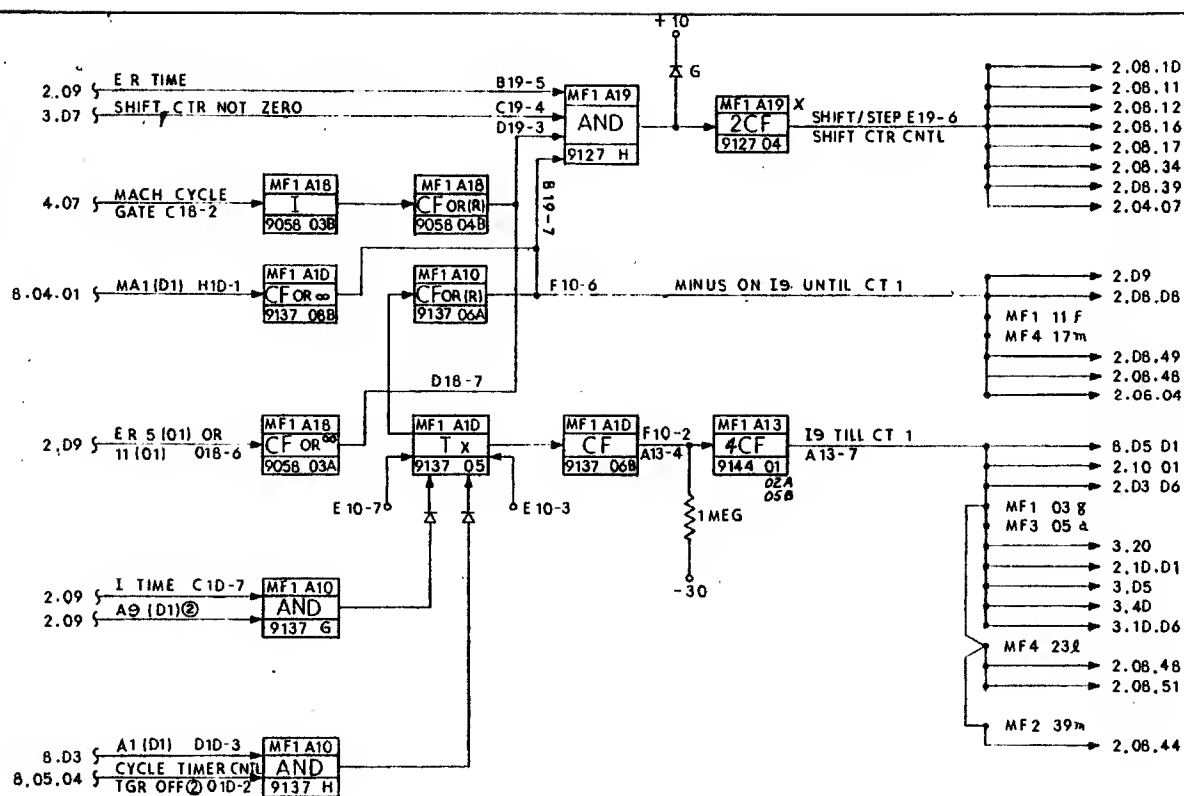 +10
G
2.09 E R TIME B19-5
3.D7 SHIFT CTR NOT ZERO C19-4
D19-3
MF1 A19
AND
9127 H
MF1 A19 X
2CF
9127 04
SHIFT/STEP E19-6
SHIFT CTR CNTL
2.08.1D
2.08.11
2.08.12
2.08.16
2.08.17
2.08.34
2.D8.39
2.04.07
4.07 MACH CYCLE
GATE C18-2
MF1 A18
I
9058 03B
MF1 A18
CF OR(R)
9058 04B
B19-7
8.04.01 MA1(D1) H1D-1
MF1 A1D
CF OR ∞
9137 08B
MF1 A10
CF OR(R)
9137 06A
F10-6 MINUS ON I9 UNTIL CT 1
2.D9
2.D8.D8
MF1 11F
MF4 17m
2.D8.49
2.08.48
2.06.04
D18-7
2,D9 E R 5 (01) OR
11 (01) 018-6
MF1 A18
CF OR ∞
9058 03A
MF1 A1D
T x
9137 05
E10-7
E10-3
MF1 A1D
CF
9137 06B
F10-2
A13-4
1 MEG
-30
MF1 A13
4CF
9144 01
02A
05B
I9 TILL CT 1
A13-7
8.D5 D1
2.10 01
2.D3 D6
MF1 03g
MF3 05a
3.20
2.1D.D1
3.D5
3.4D
3.1D.D6
MF4 23l
2.08.48
2.08.51
MF2 39m
2.08.44
2.09 I TIME C1D-7
2.09 A9 (D1)②
MF1 A10
AND
9137 G
8.D3 A1 (D1) D1D-3
8.05.04 CYCLE TIMER CNTL
TGR OFF② 01D-2
MF1 A10
AND
9137 H